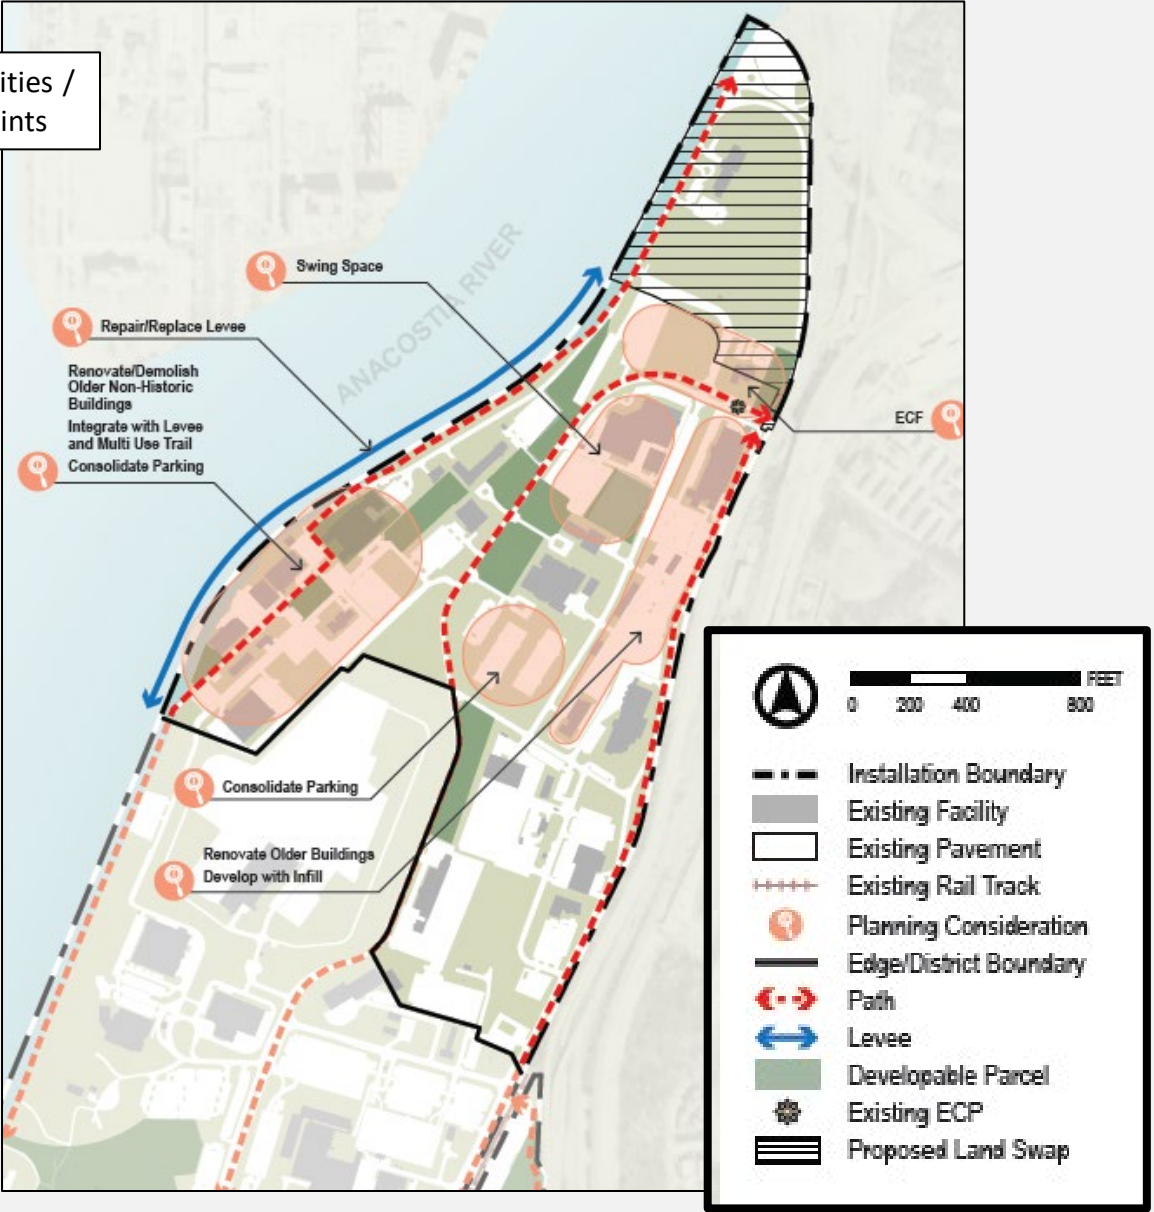 ities /
ints
ANACOSTIA RIVER
Swing Space
Repair/Replace Levee
Renovate/Demolish
Older Non-Historic
Buildings
Integrate with Levee
and Multi Use Trail
Consolidate Parking
ECF
Consolidate Parking
Renovate Older Buildings
Develop with Infill
FEET
0 200 400 800
Installation Boundary
Existing Facility
Existing Pavement
Existing Rail Track
Planning Consideration
Edge/District Boundary
Path
Levee
Developable Parcel
Existing ECP
Proposed Land Swap